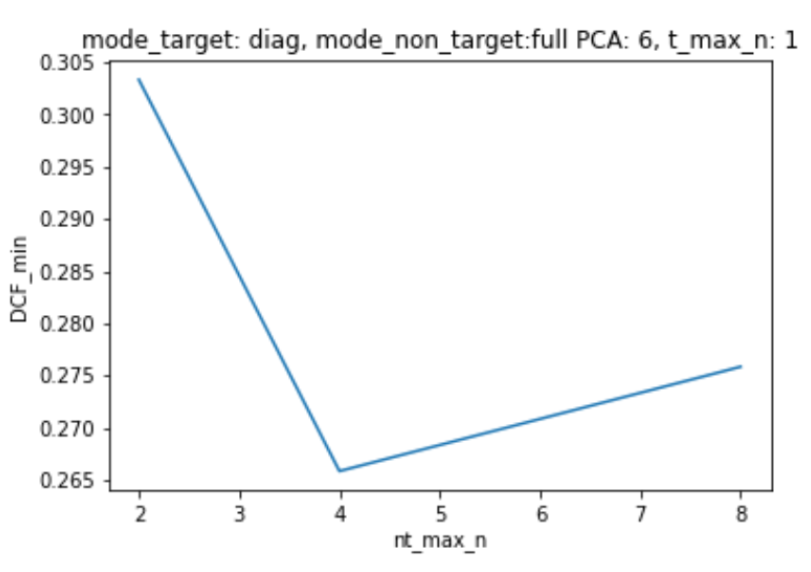 mode_target: diag, mode_non_target:full PCA: 6, t_max_n: 1
0.305
0.300
0.295
0.290
0.285
0.280
0.275
0.270
0.265
DCF_min
2 3 4 5 6 7 8
nt_max_n